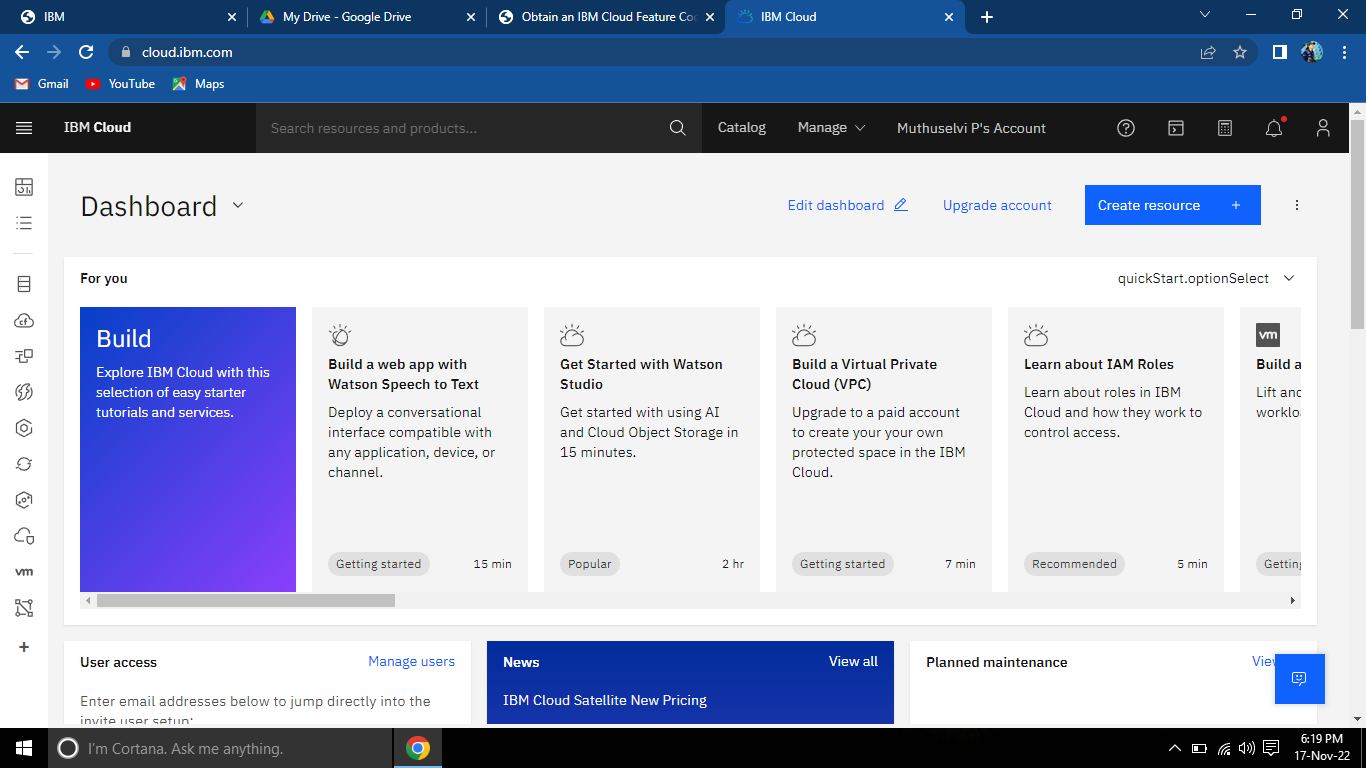 IBM
My Drive - Google Drive
Obtain an IBM Cloud Feature Co
IBM Cloud
cloud.ibm.com
Gmail
YouTube
Maps
IBM Cloud
Search resources and products...
Catalog
Manage
Muthuselvi P's Account
Dashboard
Edit dashboard
Upgrade account
Create resource +
For you
quickStart.optionSelect
Build
Explore IBM Cloud with this
selection of easy starter
tutorials and services.
Build a web app with
Watson Speech to Text
Deploy a conversational
interface compatible with
any application, device, or
channel.
Getting started
15 min
Get Started with Watson
Studio
Get started with using AI
and Cloud Object Storage in
15 minutes.
Popular
2 hr
Build a Virtual Private
Cloud (VPC)
Upgrade to a paid account
to create your your own
protected space in the IBM
Cloud.
Getting started
7 min
Learn about IAM Roles
Learn about roles in IBM
Cloud and how they work to
control access.
Recommended
5 min
vm
Build a
Lift and
worklo
Getting
cf
vm
User access
Manage users
Enter email addresses below to jump directly into the
invite user setup:
News
View all
IBM Cloud Satellite New Pricing
Planned maintenance
View
I'm Cortana. Ask me anything.
6:19 PM
17-Nov-22